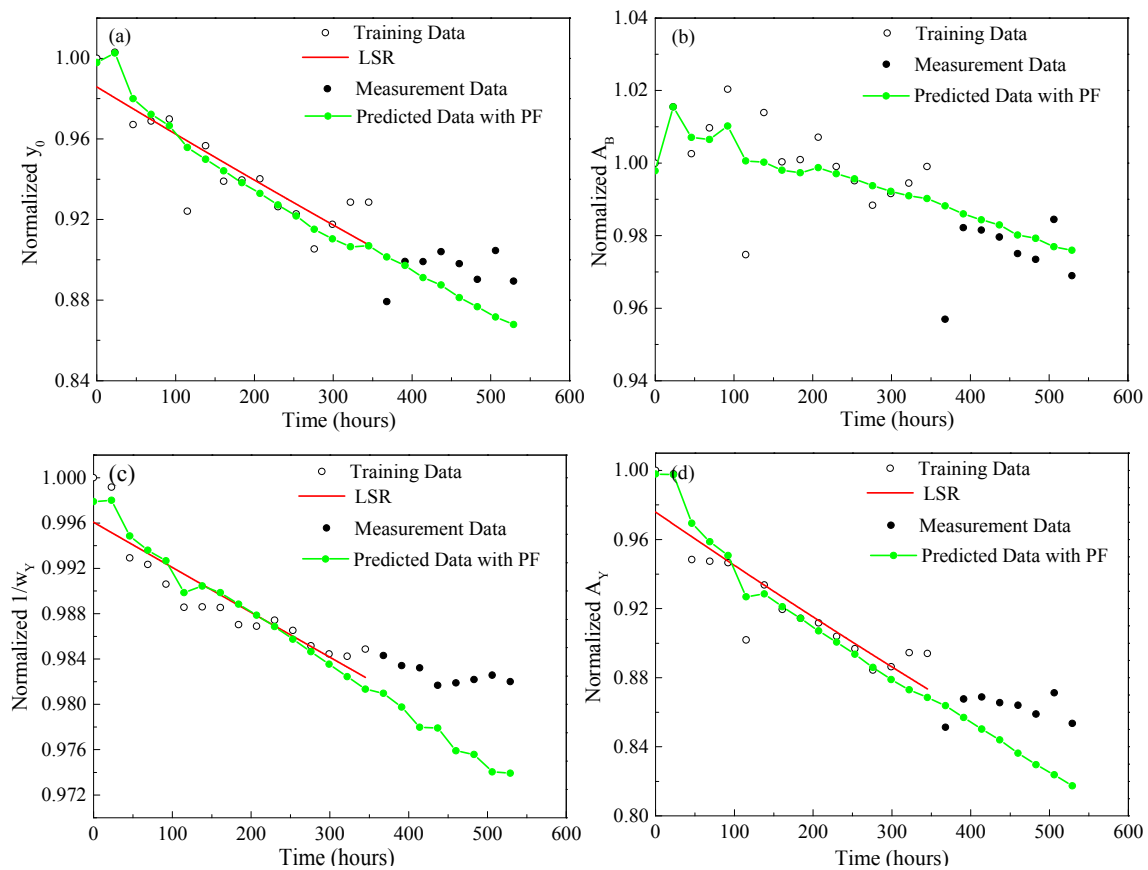 (a)
Training Data
LSR
Measurement Data
Predicted Data with PF
1.00
0.96
0.92
0.88
0.84
Normalized y0
0 100 200 300 400 500 600
Time (hours)
(b)
Training Data
Measurement Data
Predicted Data with PF
1.04
1.02
1.00
0.98
0.96
0.94
Normalized AB
0 100 200 300 400 500 600
Time (hours)
(c)
Training Data
LSR
Measurement Data
Predicted Data with PF
1.000
0.996
0.992
0.988
0.984
0.980
0.976
0.972
Normalized 1/wY
0 100 200 300 400 500 600
Time (hours)
(d)
Training Data
LSR
Measurement Data
Predicted Data with PF
1.00
0.96
0.92
0.88
0.84
0.80
Normalized AY
0 100 200 300 400 500 600
Time (hours)